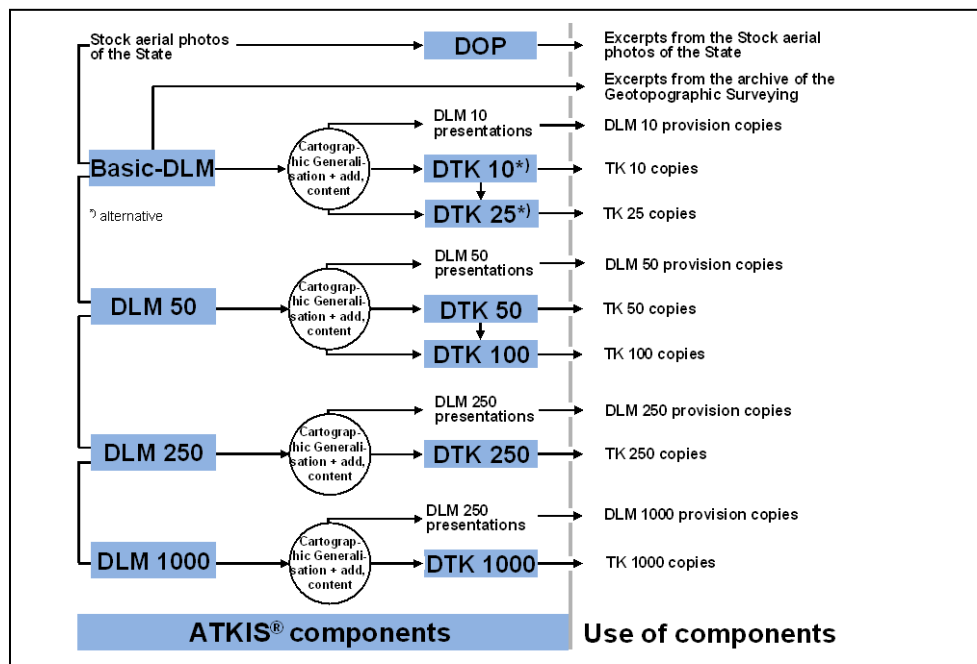 Stock aerial photos
of the State
DOP
Excerpts from the Stock aerial
photos of the State
Excerpts from the archive of the
Geotopographic Surveying
DLM 10
presentations
DLM 10 provision copies
Basic-DLM
Cartograp-
hic Generali-
sation + add,
content
DTK 10*)
TK 10 copies
*) alternative
DTK 25*)
TK 25 copies
DLM 50
presentations
DLM 50 provision copies
DLM 50
Cartograp-
hic Generali-
sation + add,
content
DTK 50
TK 50 copies
DTK 100
TK 100 copies
DLM 250
presentations
DLM 250 provision copies
DLM 250
Cartograp-
hic Generali-
sation + add,
content
DTK 250
TK 250 copies
DLM 250
presentations
DLM 1000 provision copies
DLM 1000
Cartograp-
hic Generali-
sation + add,
content
DTK 1000
TK 1000 copies
ATKIS® components
Use of components